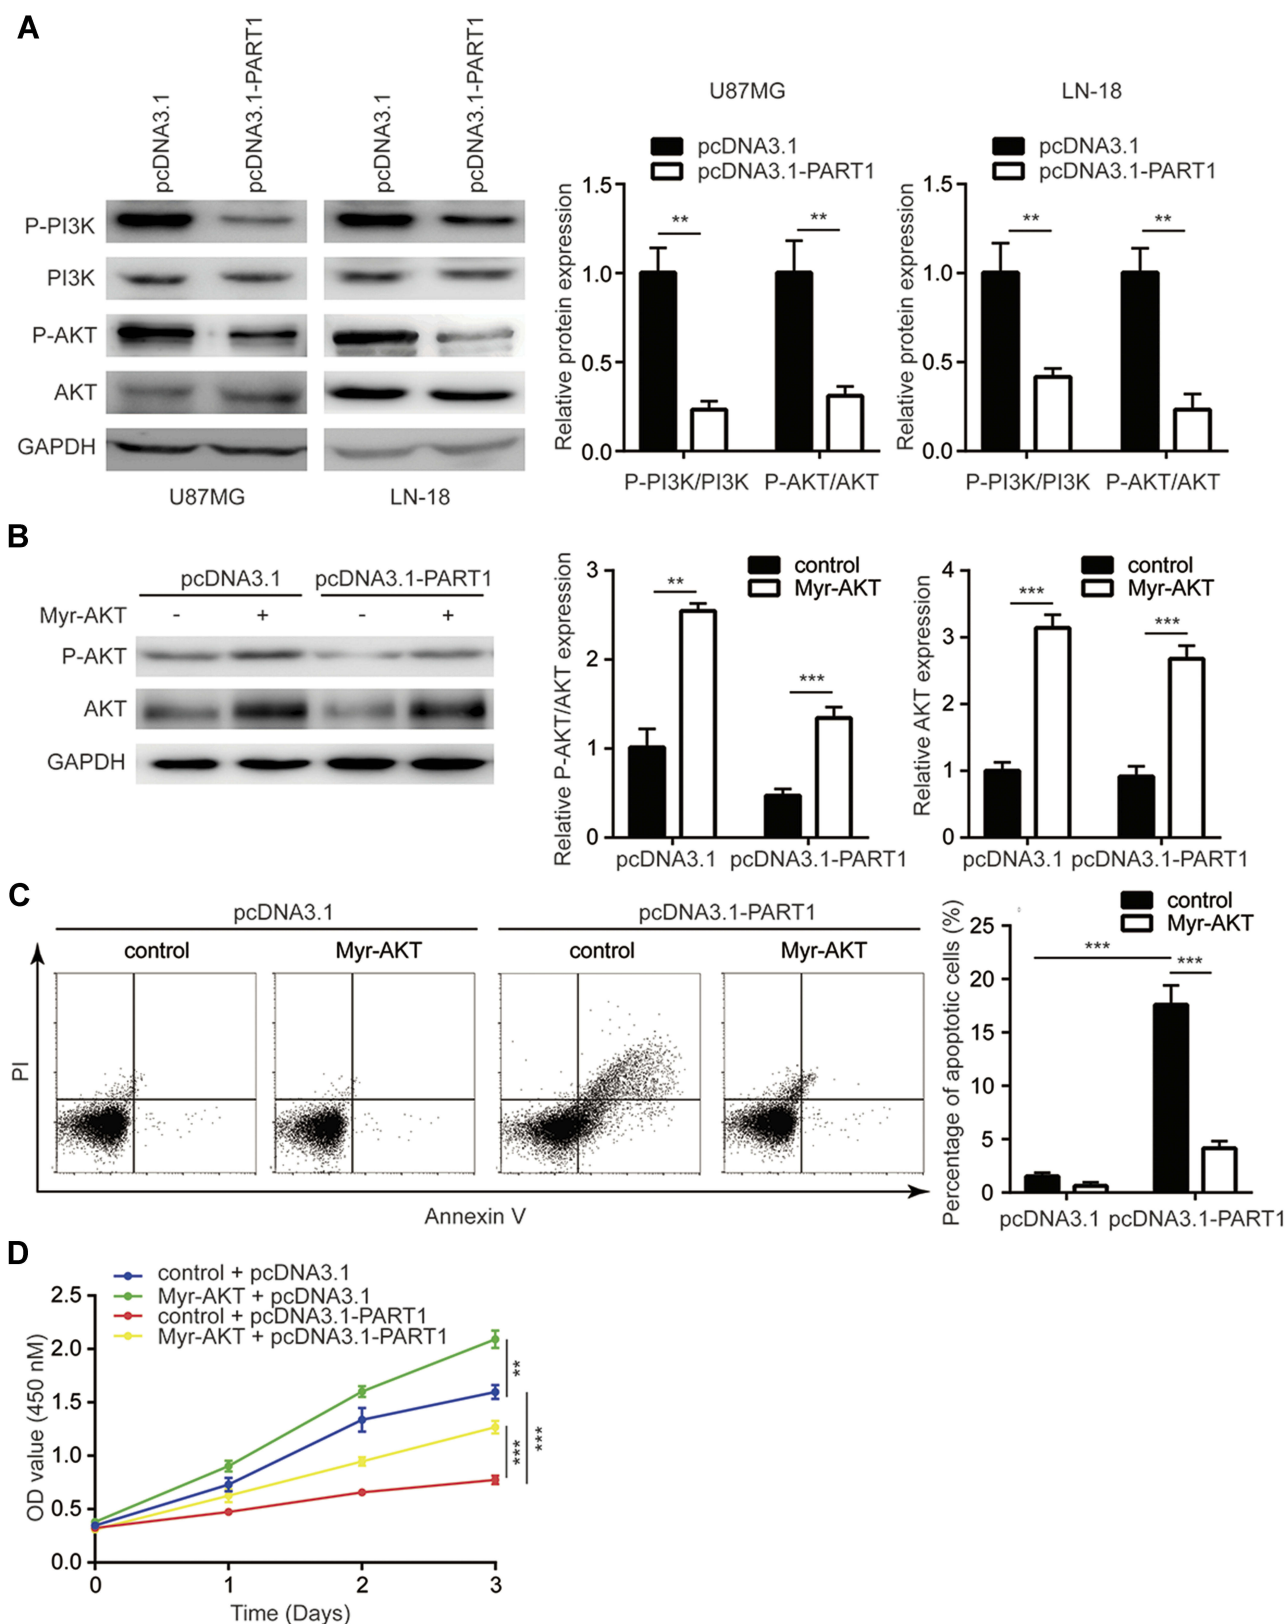 A
pcDNA3.1
pcDNA3.1-PART1
pcDNA3.1
pcDNA3.1-PART1
P-PI3K
PI3K
P-AKT
AKT
GAPDH
U87MG
LN-18
U87MG
pcDNA3.1
pcDNA3.1-PART1
Relative protein expression
1.5
1.0
0.5
0.0
**
**
P-PI3K/PI3K
P-AKT/AKT
LN-18
pcDNA3.1
pcDNA3.1-PART1
Relative protein expression
1.5
1.0
0.5
0.0
**
**
P-PI3K/PI3K
P-AKT/AKT
B
pcDNA3.1
pcDNA3.1-PART1
Myr-AKT - + - +
P-AKT
AKT
GAPDH
control
Myr-AKT
Relative P-AKT/AKT expression
3
2
1
0
**
***
pcDNA3.1
pcDNA3.1-PART1
control
Myr-AKT
Relative AKT expression
4
3
2
1
0
***
***
pcDNA3.1
pcDNA3.1-PART1
C
pcDNA3.1
pcDNA3.1-PART1
control
Myr-AKT
control
Myr-AKT
PI
Annexin V
control
Myr-AKT
Percentage of apoptotic cells (%)
25
20
15
10
5
0
***
***
pcDNA3.1
pcDNA3.1-PART1
D
control + pcDNA3.1
Myr-AKT + pcDNA3.1
control + pcDNA3.1-PART1
Myr-AKT + pcDNA3.1-PART1
OD value (450 nM)
2.5
2.0
1.5
1.0
0.5
0.0
**
***
***
0
1
2
3
Time (Days)